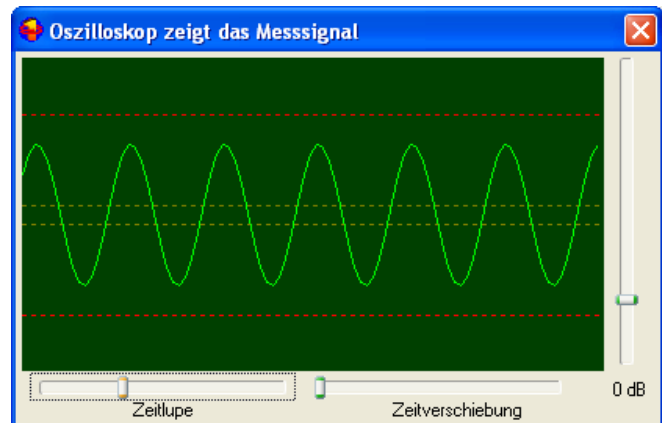 Oszilloskop zeigt das Messsignal
0 dB
Zeitlupe
Zeitverschiebung